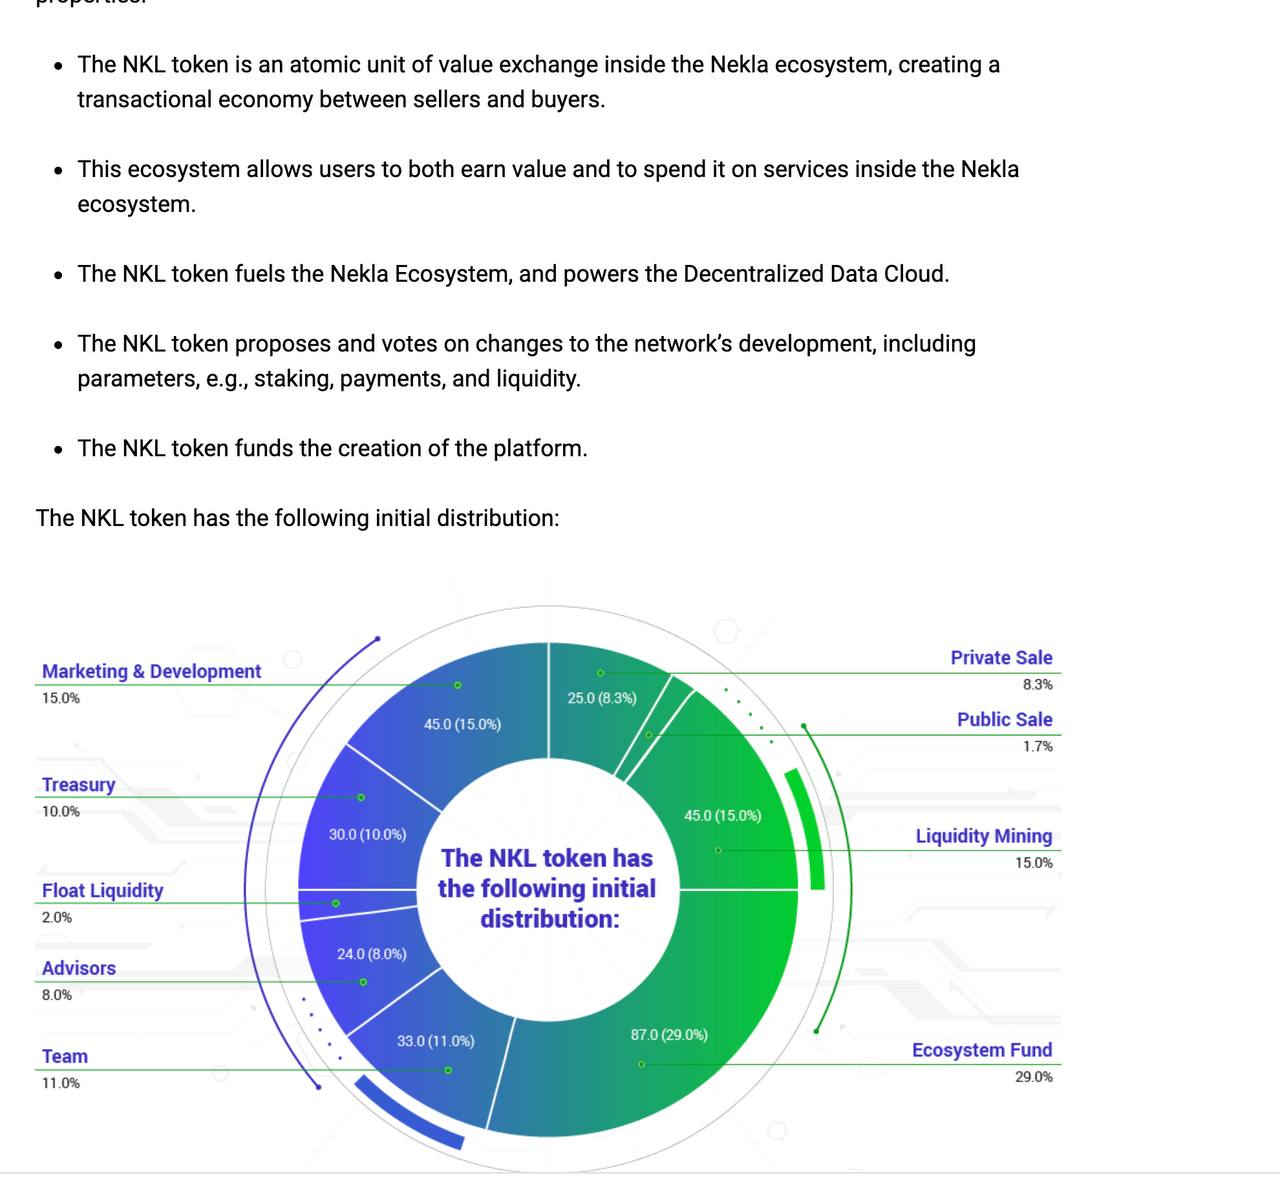 The NKL token is an atomic unit of value exchange inside the Nekla ecosystem, creating a
transactional economy between sellers and buyers.
This ecosystem allows users to both earn value and to spend it on services inside the Nekla
ecosystem.
The NKL token fuels the Nekla Ecosystem, and powers the Decentralized Data Cloud.
The NKL token proposes and votes on changes to the network’s development, including
parameters, e.g., staking, payments, and liquidity.
The NKL token funds the creation of the platform.
The NKL token has the following initial distribution:
Marketing & Development
15.0%
Treasury
10.0%
Float Liquidity
2.0%
Advisors
8.0%
Team
11.0%
45.0 (15.0%)
25.0 (8.3%)
30.0 (10.0%)
45.0 (15.0%)
24.0 (8.0%)
33.0 (11.0%)
87.0 (29.0%)
The NKL token has
the following initial
distribution:
Private Sale
8.3%
Public Sale
1.7%
Liquidity Mining
15.0%
Ecosystem Fund
29.0%